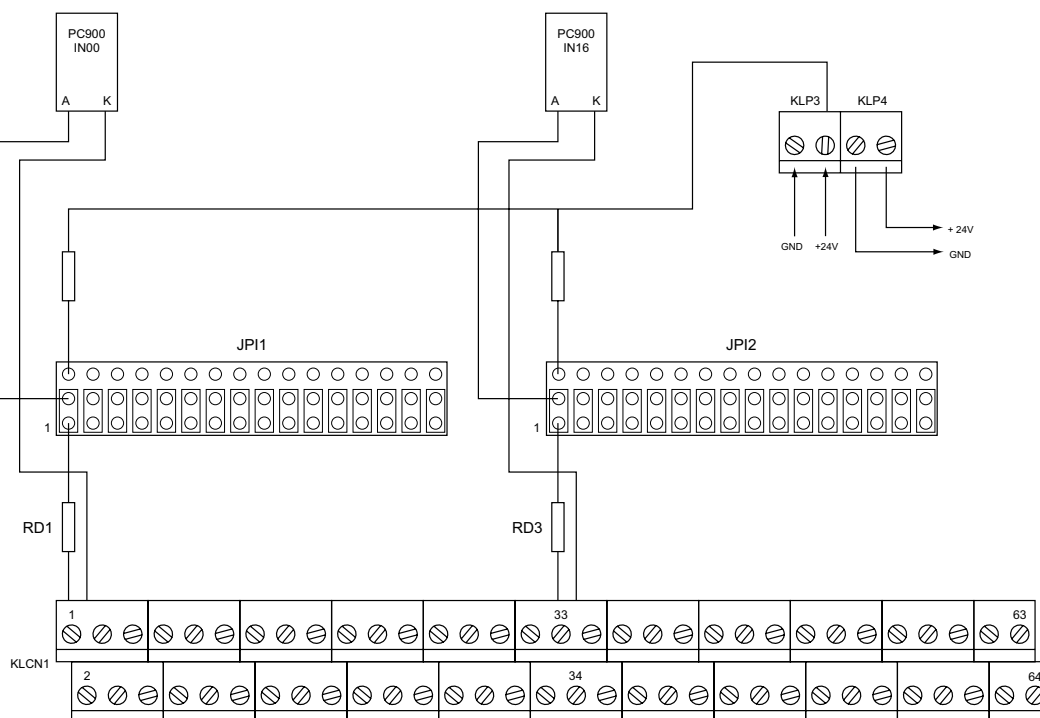 PC900
IN00
A K
PC900
IN16
A K
KLP3 KLP4
GND +24V
+ 24V
GND
JPI1
1
JPI2
1
RD1
RD3
1 33 63
KLCN1
2 34 64